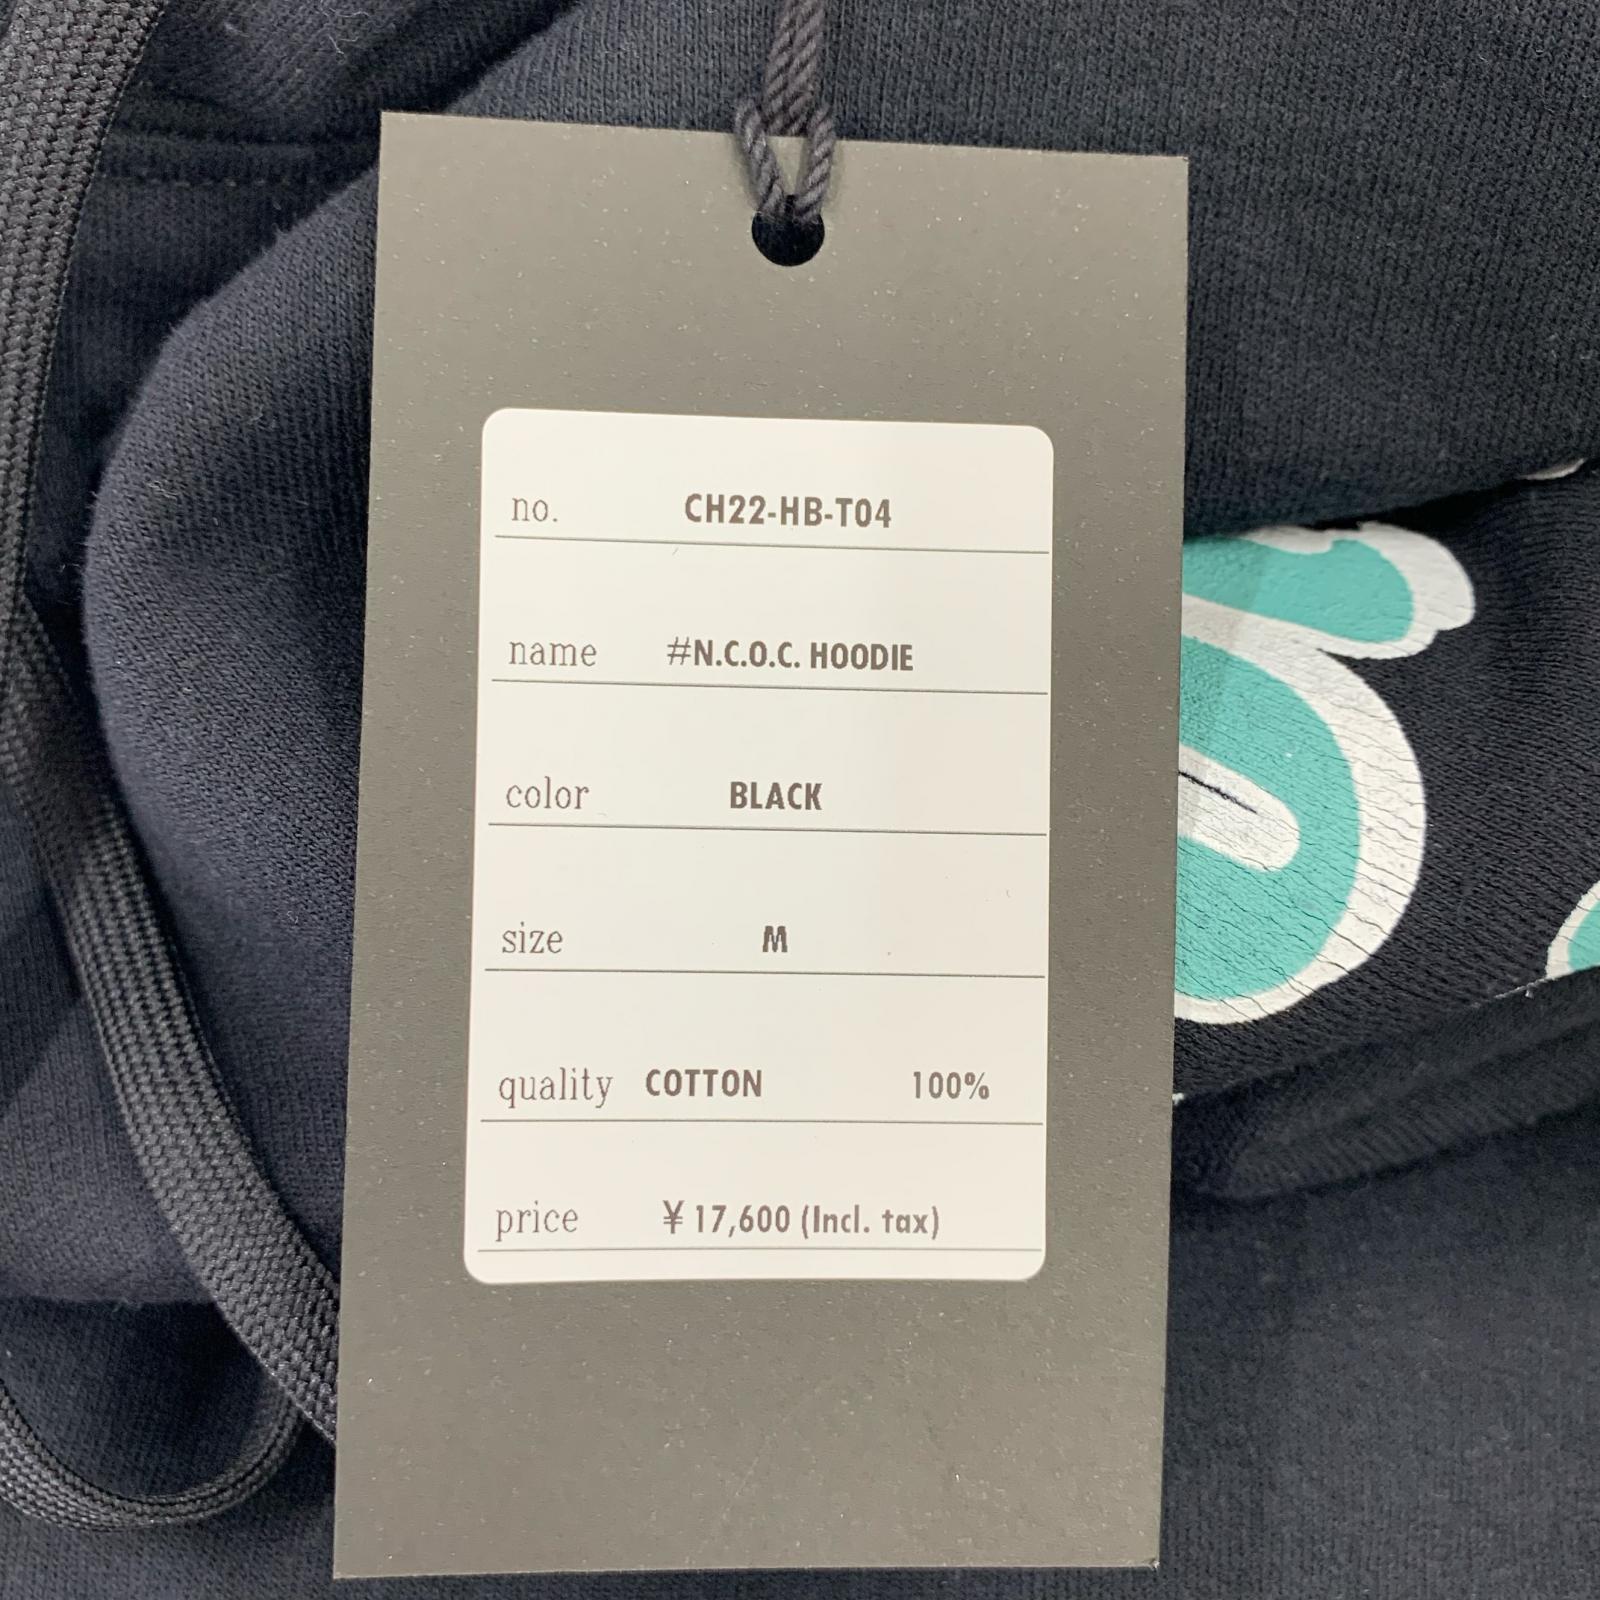 no. CH22-HB-T04
name #N.C.O.C. HOODIE
color BLACK
size M
quality COTTON 100%
price ¥17,600 (Incl. tax)